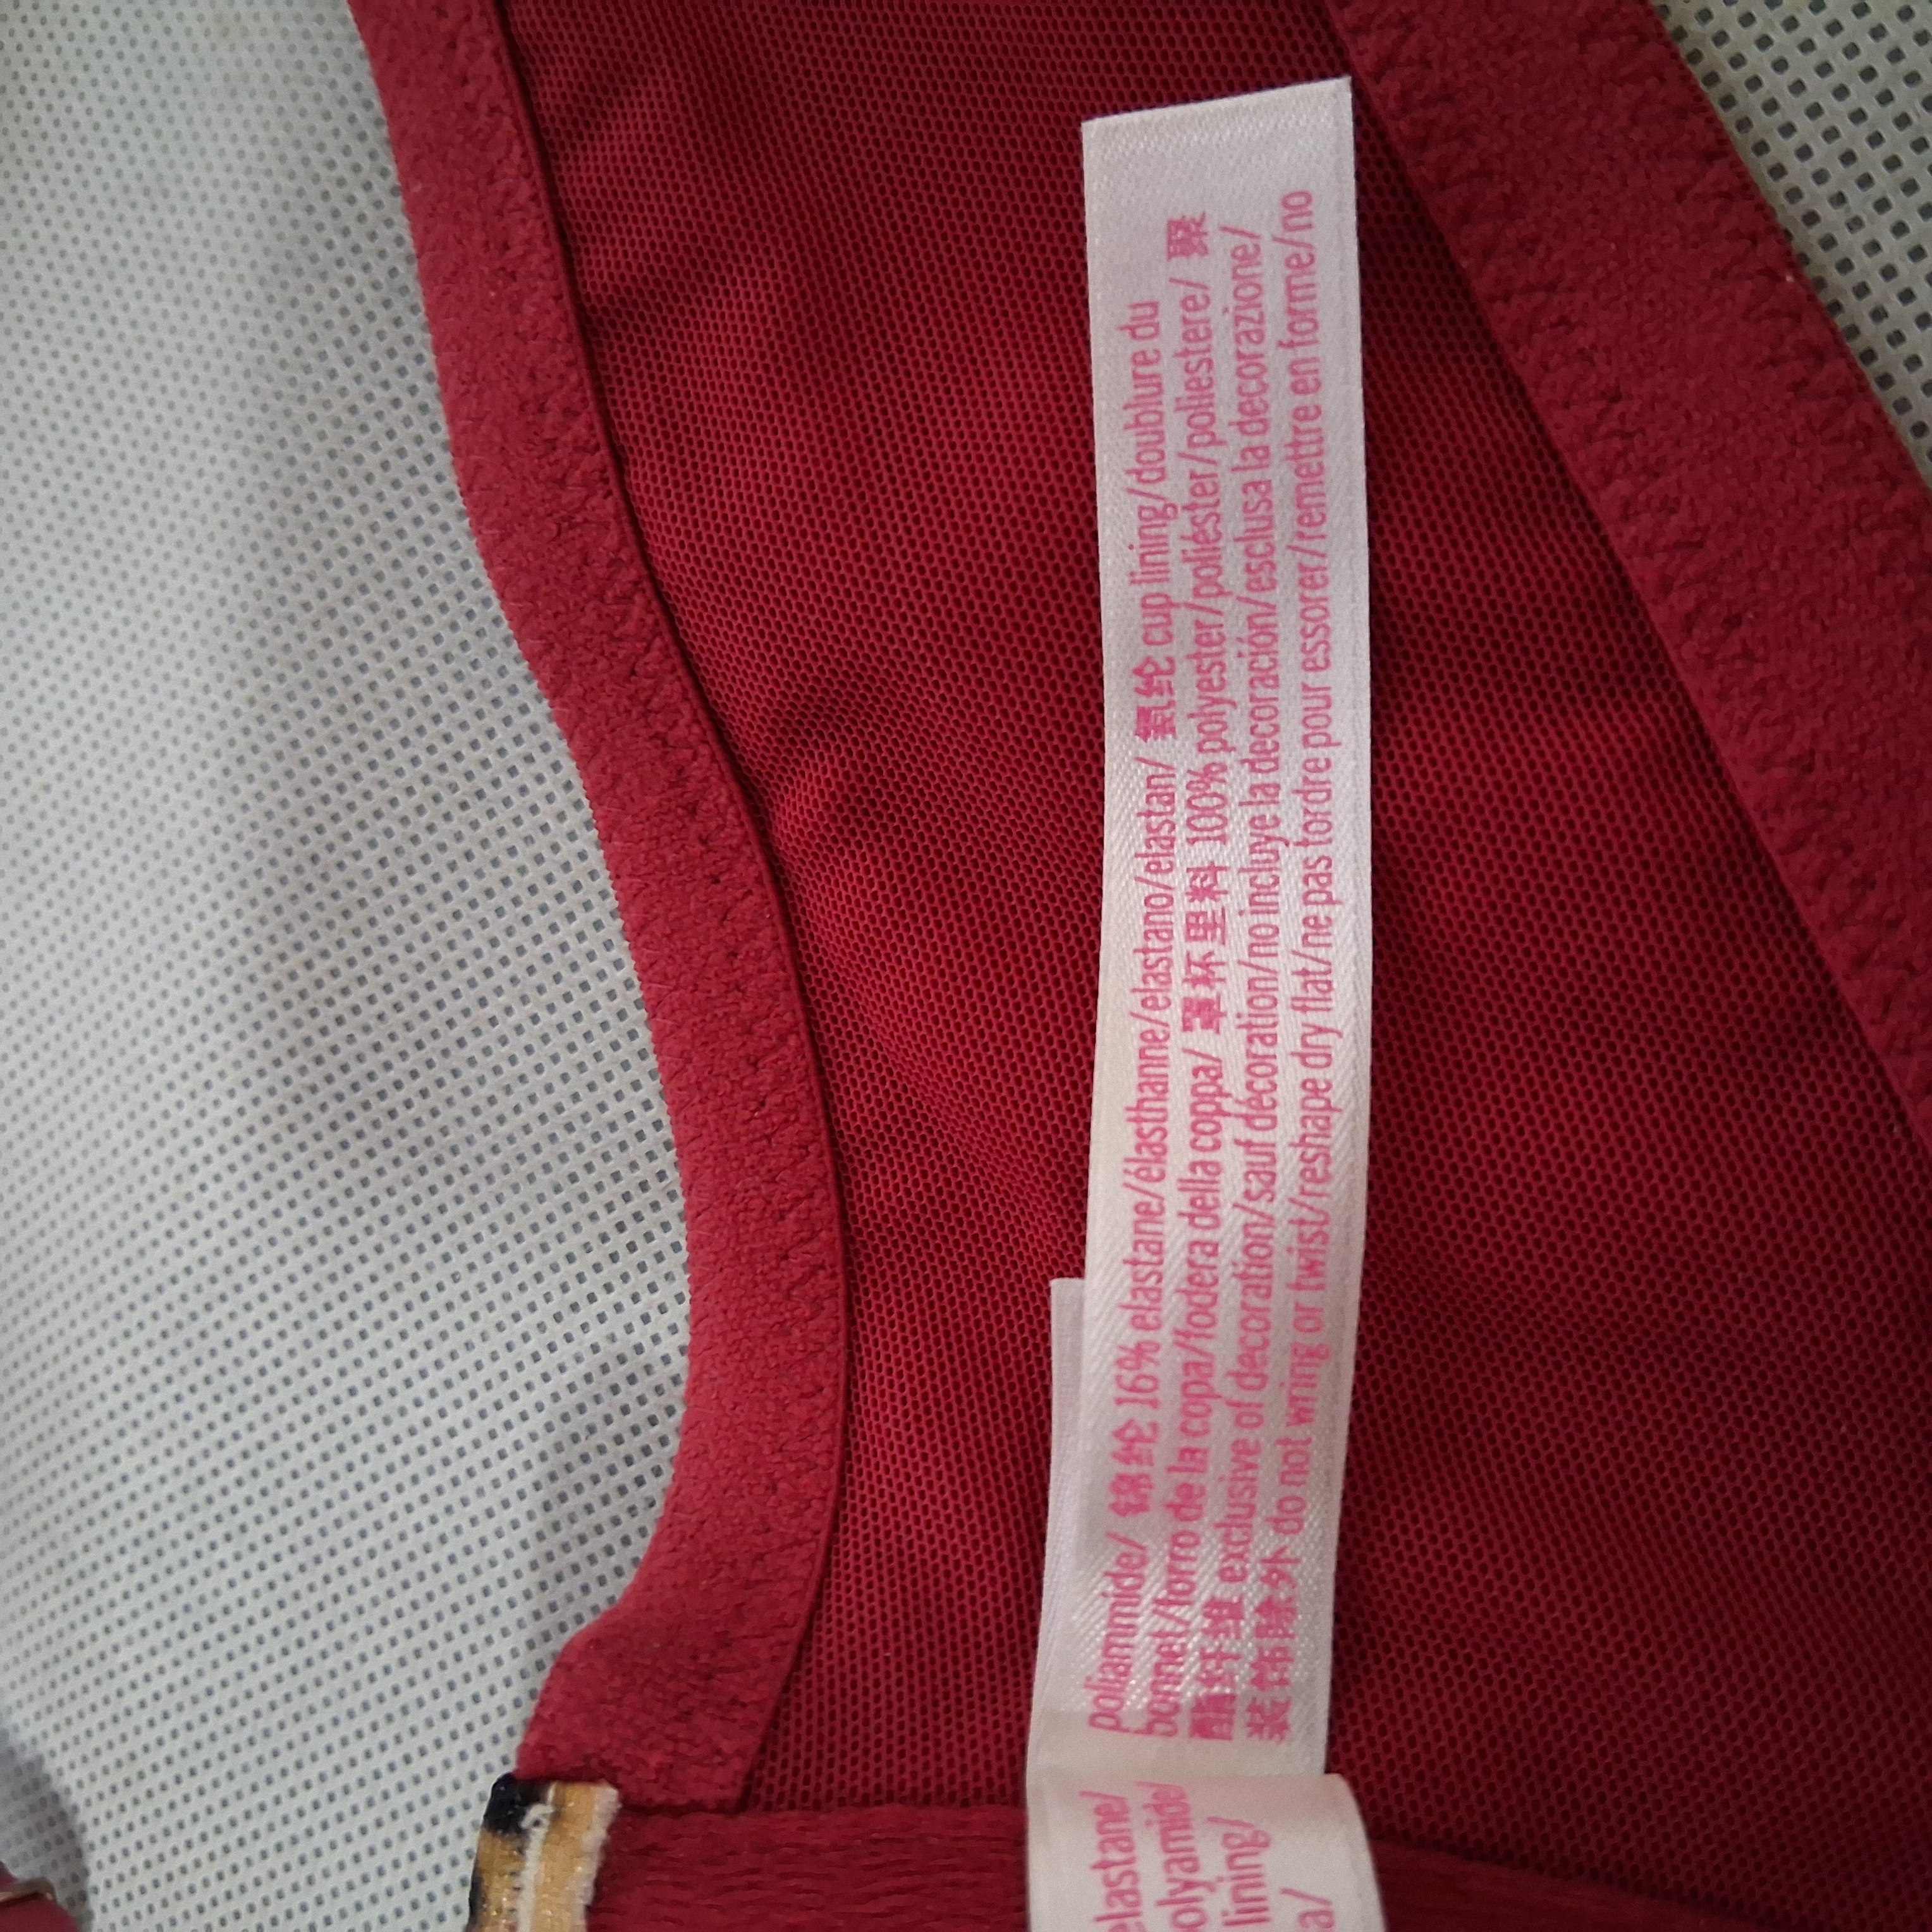 poliammide/ 锦纶 16% elastane/élasthanne/elastano/elastan/ 氨纶 cup lining/doublure du
bonnet/forro de la copa/fodera della coppa/ 罩杯里料 100% polyester/poliéster/poliestere/ 聚
酯纤维 exclusive of decoration/sauf décoration/no incluye la decoración/esclusa la decorazione/
装饰除外 do not wring or twist/reshape dry flat/ne pas tordre pour essorer/remettre en forme/no
elastane/
olyamide/
lining/
a/